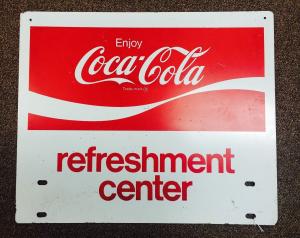 Enjoy
Coca-Cola
Trade-mark ®
refreshment
center